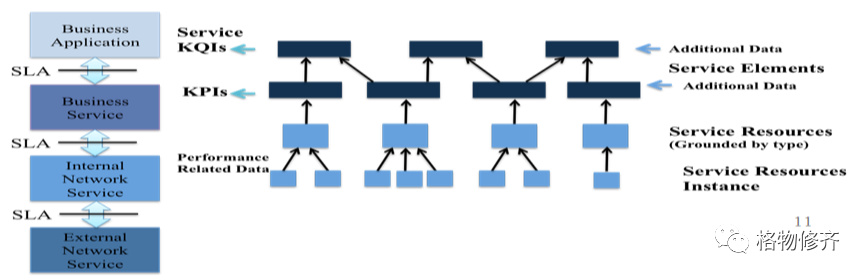 Business
Application
SLA
Business
Service
SLA
Internal
Network
Service
SLA
External
Network
Service
Service
KQIs
KPIs
Performance
Related Data
Additional Data
Service Elements
Additional Data
Service Resources
(Grounded by type)
Service Resources
Instance
11
格物修齐